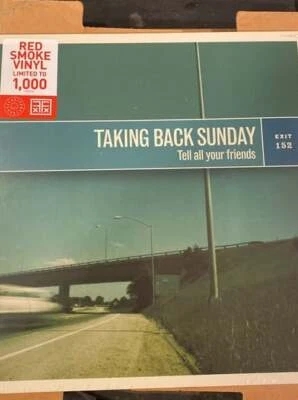 RED
SMOKE
VINYL
LIMITED TO
1,000
TAKING BACK SUNDAY
Tell all your friends
EXIT
152